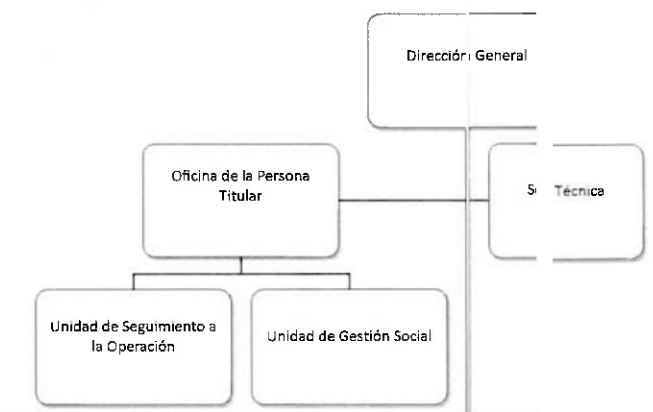 Dirección General
Oficina de la Persona
Titular
Técnica
Unidad de Seguimiento a
la Operación
Unidad de Gestión Social